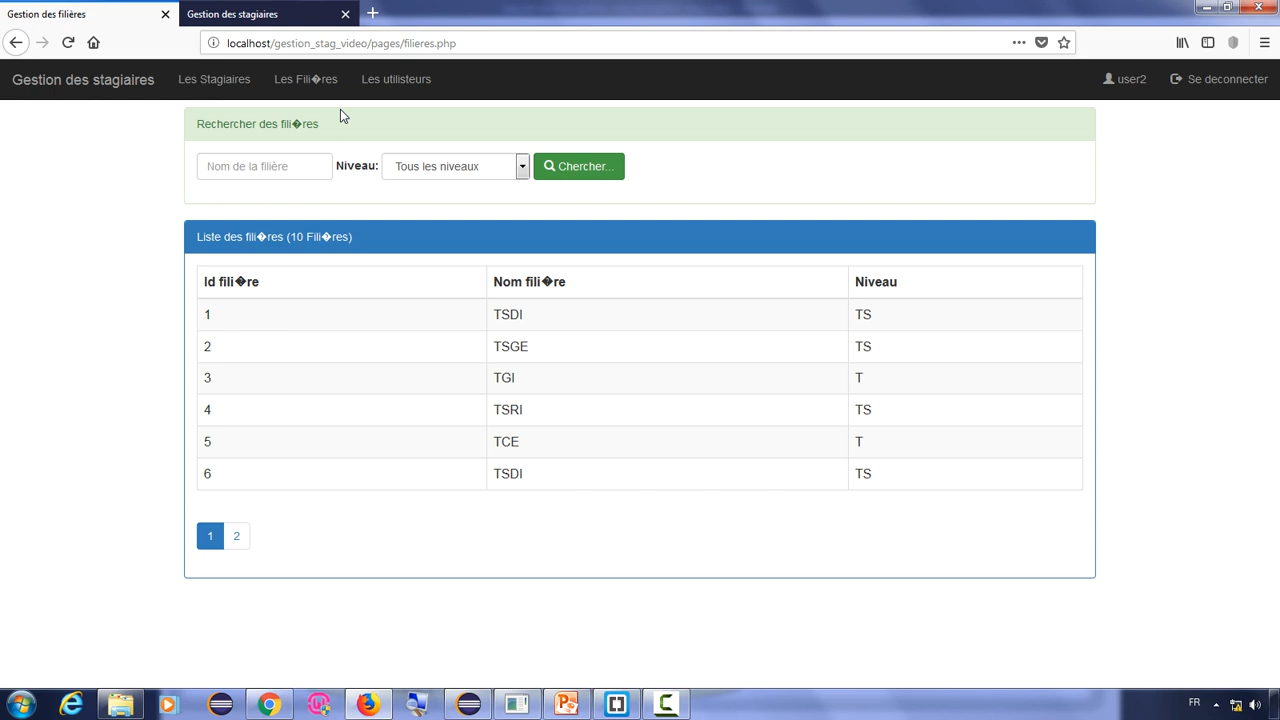 Gestion des filières
Gestion des stagiaires
localhost/gestion_stag_video/pages/filieres.php
Gestion des stagiaires Les Stagiaires Les Fili�res Les utilisteurs user2 Se deconnecter
Rechercher des fili�res
Nom de la filière Niveau: Tous les niveaux Chercher...
Liste des fili�res (10 Fili�res)
Id fili�re Nom fili�re Niveau
1 TSDI TS
2 TSGE TS
3 TGI T
4 TSRI TS
5 TCE T
6 TSDI TS
1 2
FR